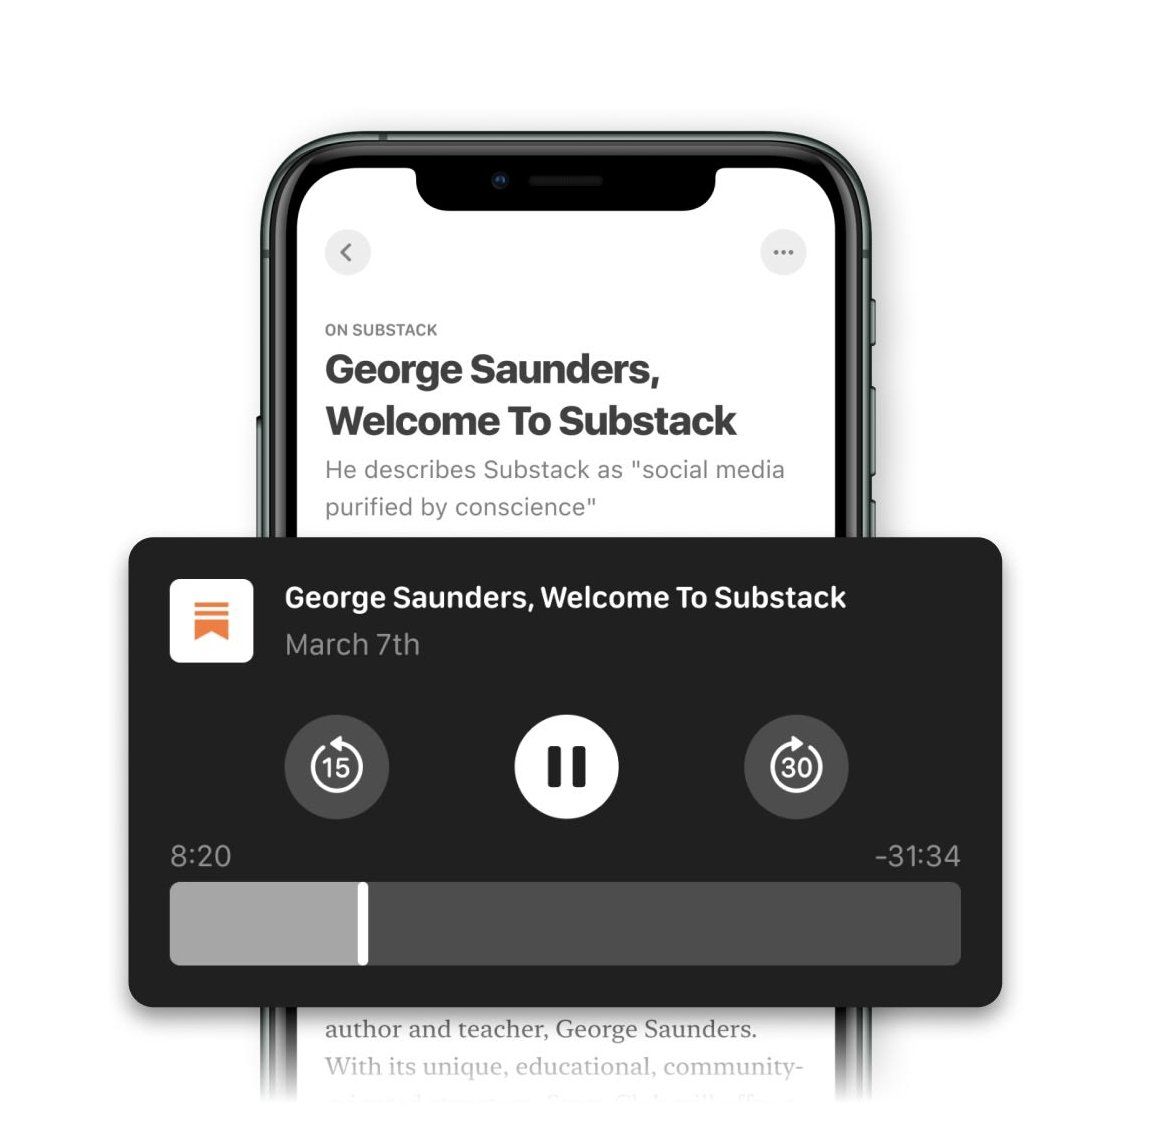 ON SUBSTACK
George Saunders,
Welcome To Substack
He describes Substack as "social media
purified by conscience"
George Saunders, Welcome To Substack
March 7th
15
30
8:20
-31:34
author and teacher, George Saunders.
With its unique, educational, community-